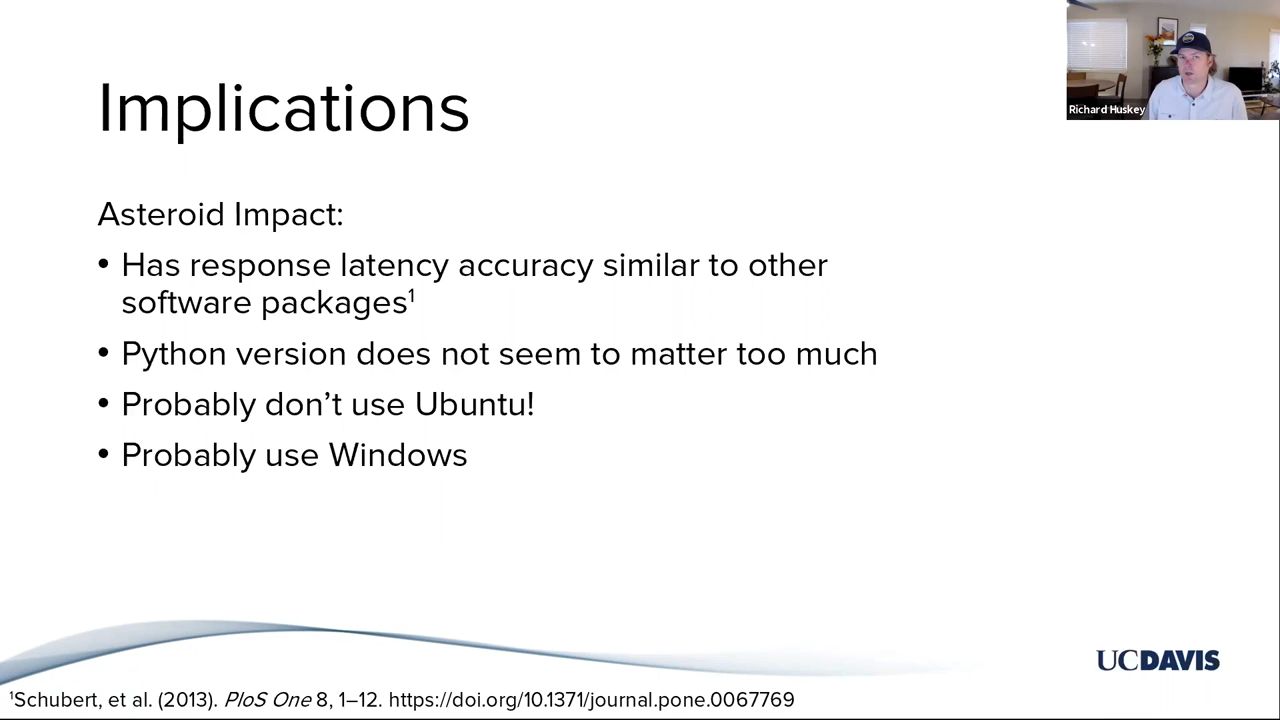 Implications
Richard Huskey
Asteroid Impact:
• Has response latency accuracy similar to other
software packages¹
• Python version does not seem to matter too much
• Probably don’t use Ubuntu!
• Probably use Windows
UCDAVIS
¹Schubert, et al. (2013). PloS One 8, 1–12. https://doi.org/10.1371/journal.pone.0067769